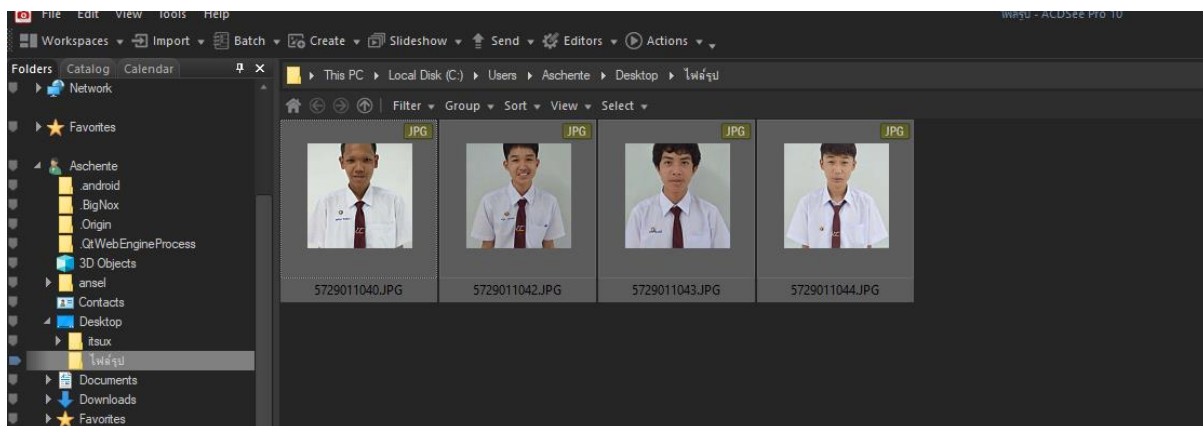 File Edit View Tools Help
ไฟล์รูป - ACDSee Pro 10
Workspaces Import Batch Create Slideshow Send Editors Actions
Folders Catalog Calendar
This PC Local Disk (C:) Users Aschente Desktop ไฟล์รูป
Filter Group Sort View Select
Network
Favorites
Aschente
.android
.BigNox
.Origin
.QtWebEngineProcess
3D Objects
ansel
Contacts
Desktop
itsux
ไฟล์รูป
Documents
Downloads
Favorites
JPG JPG JPG JPG
5729011040.JPG 5729011042.JPG 5729011043.JPG 5729011044.JPG